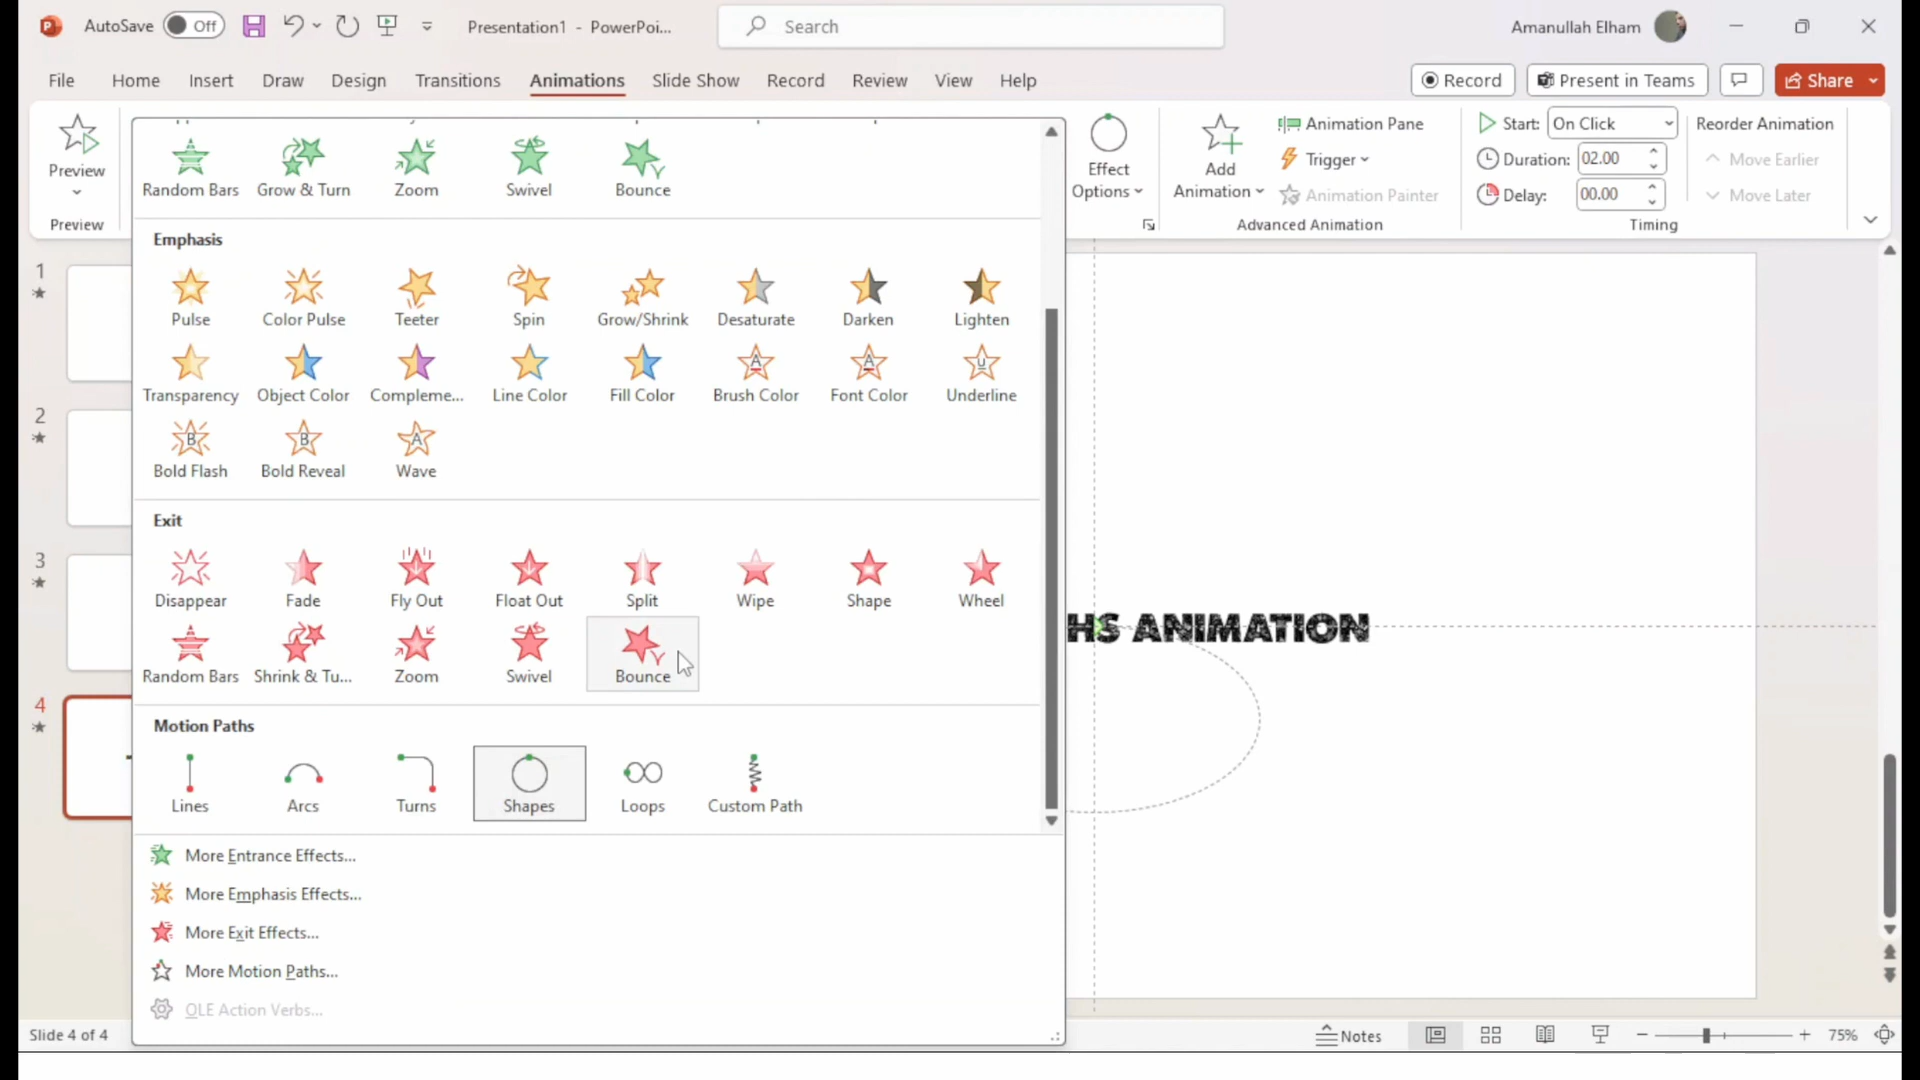 AutoSave Off Presentation1 - PowerPoi... Search Amanullah Elham
File Home Insert Draw Design Transitions Animations Slide Show Record Review View Help Record Present in Teams Share
Preview
Preview
Effect
Options
Add
Animation
Animation Pane
Trigger
Animation Painter
Advanced Animation
Start: On Click
Duration: 02.00
Delay: 00.00
Timing
Reorder Animation
Move Earlier
Move Later
Random Bars Grow & Turn Zoom Swivel Bounce
Emphasis
Pulse Color Pulse Teeter Spin Grow/Shrink Desaturate Darken Lighten
Transparency Object Color Compleme... Line Color Fill Color Brush Color Font Color Underline
Bold Flash Bold Reveal Wave
Exit
Disappear Fade Fly Out Float Out Split Wipe Shape Wheel
Random Bars Shrink & Tu... Zoom Swivel Bounce
Motion Paths
Lines Arcs Turns Shapes Loops Custom Path
More Entrance Effects...
More Emphasis Effects...
More Exit Effects...
More Motion Paths...
OLE Action Verbs...
1
2
3
4
HS ANIMATION
Slide 4 of 4 Notes 75%